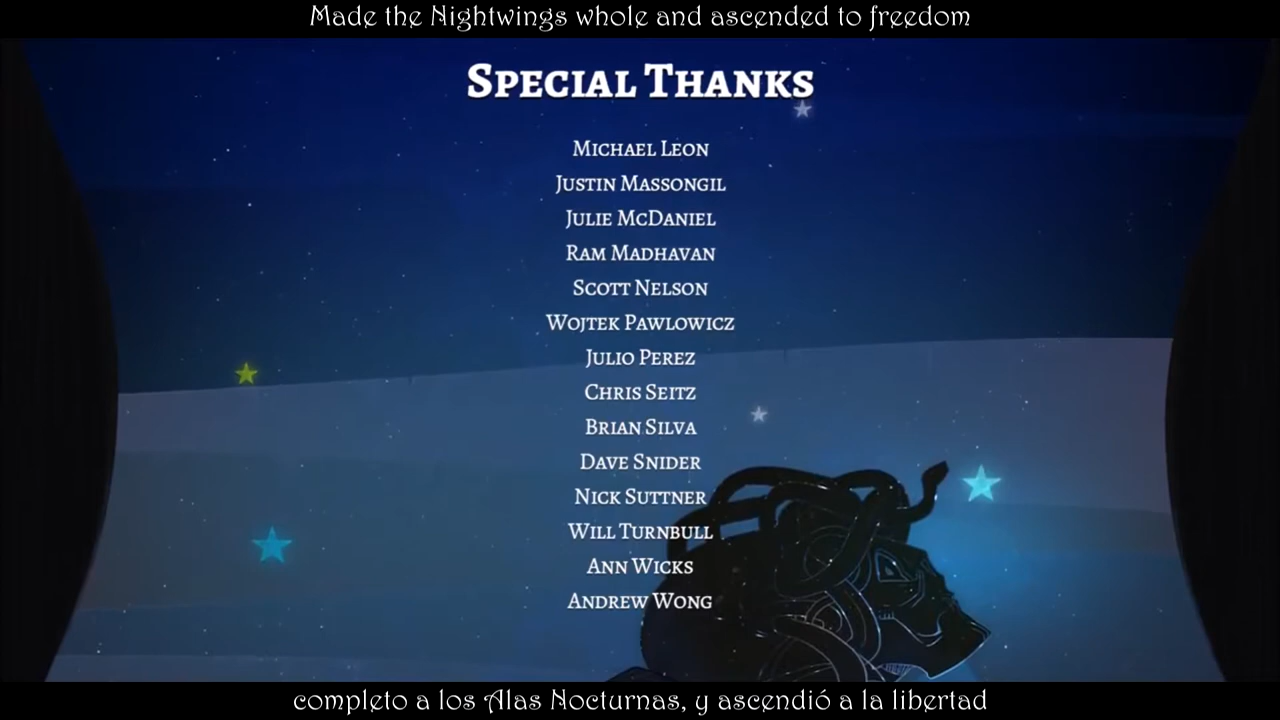 Made the Nightwings whole and ascended to freedom
Special Thanks
Michael Leon
Justin Massongil
Julie McDaniel
Ram Madhavan
Scott Nelson
Wojtek Pawlowicz
Julio Perez
Chris Seitz
Brian Silva
Dave Snider
Nick Suttner
Will Turnbull
Ann Wicks
Andrew Wong
completo a los Alas Nocturnas, y ascendió a la libertad